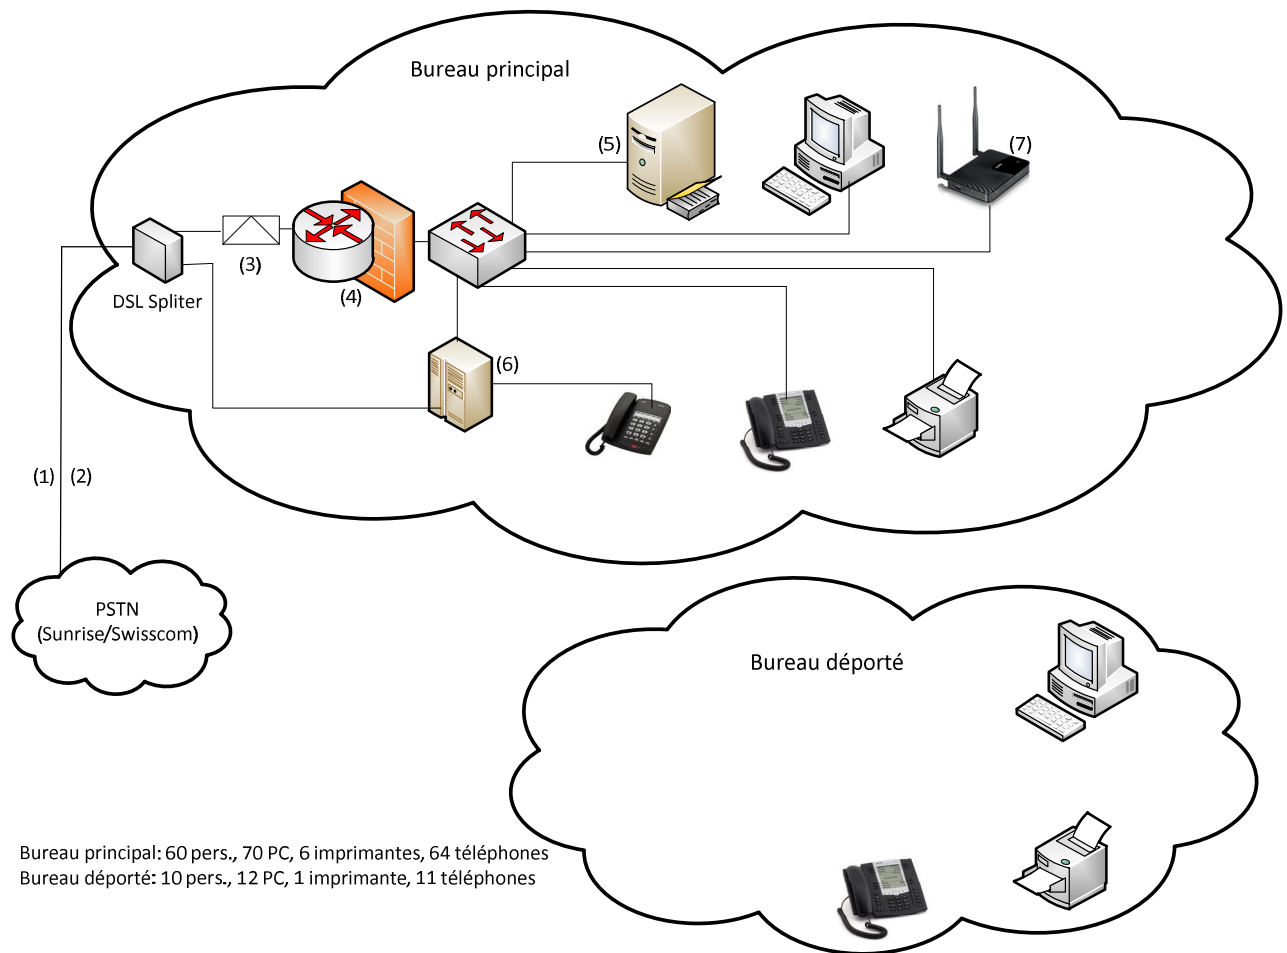 Bureau principal
(5)
(7)
(3)
(4)
DSL Spliter
(6)
(1)
(2)
PSTN
(Sunrise/Swisscom)
Bureau déporté
Bureau principal: 60 pers., 70 PC, 6 imprimantes, 64 téléphones
Bureau déporté: 10 pers., 12 PC, 1 imprimante, 11 téléphones